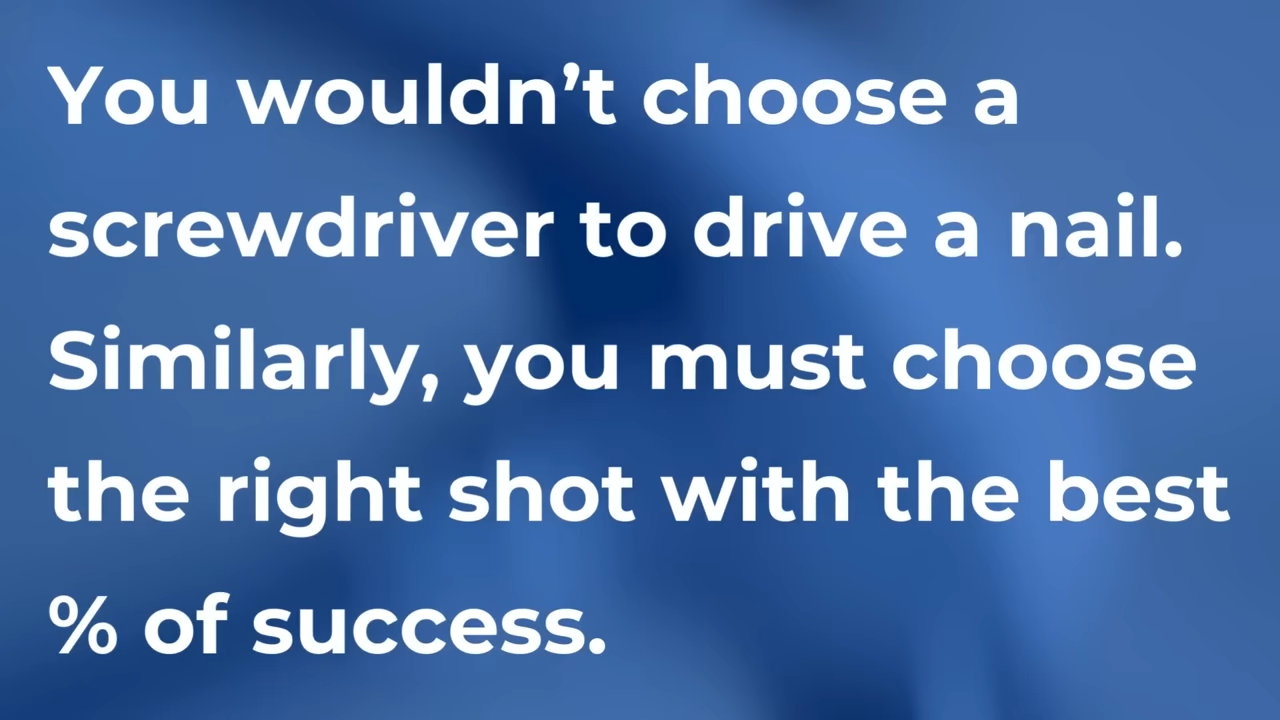 You wouldn’t choose a
screwdriver to drive a nail.
Similarly, you must choose
the right shot with the best
% of success.